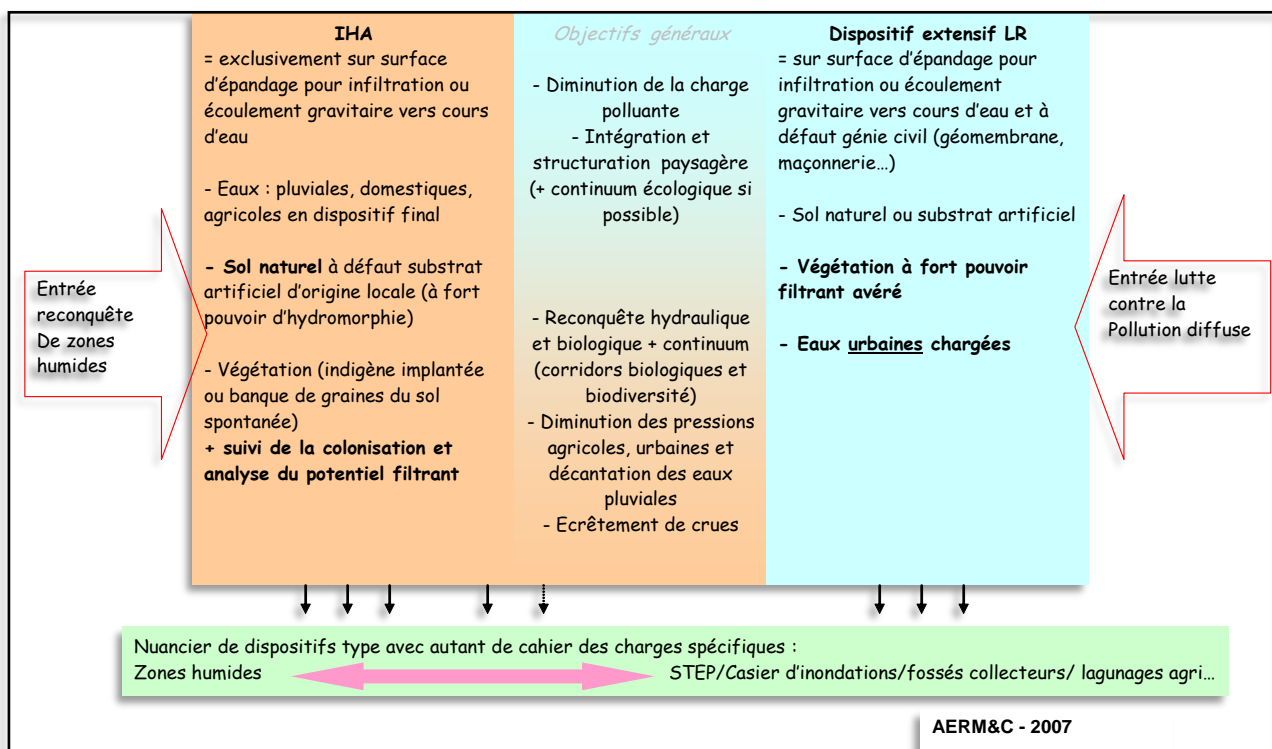 IHA
= exclusivement sur surface
d'épandage pour infiltration ou
écoulement gravitaire vers cours
d'eau
- Eaux : pluviales, domestiques,
agricoles en dispositif final
- Sol naturel à défaut substrat
artificiel d'origine locale (à fort
pouvoir d'hydromorphie)
- Végétation (indigène implantée
ou banque de graines du sol
spontanée)
+ suivi de la colonisation et
analyse du potentiel filtrant
Objectifs généraux
- Diminution de la charge
polluante
- Intégration et
structuration paysagère
(+ continuum écologique si
possible)
- Reconquête hydraulique
et biologique + continuum
(corridors biologiques et
biodiversité)
- Diminution des pressions
agricoles, urbaines et
décantation des eaux
pluviales
- Ecrêtement de crues
Dispositif extensif LR
= sur surface d'épandage pour
infiltration ou écoulement
gravitaire vers cours d'eau et à
défaut génie civil (géomembrane,
maçonnerie…)
- Sol naturel ou substrat artificiel
- Végétation à fort pouvoir
filtrant avéré
- Eaux urbaines chargées
Entrée
reconquête
De zones
humides
Entrée lutte
contre la
Pollution diffuse
Nuancier de dispositifs type avec autant de cahier des charges spécifiques :
Zones humides STEP/Casier d'inondations/fossés collecteurs/ lagunages agri…
AERM&C - 2007